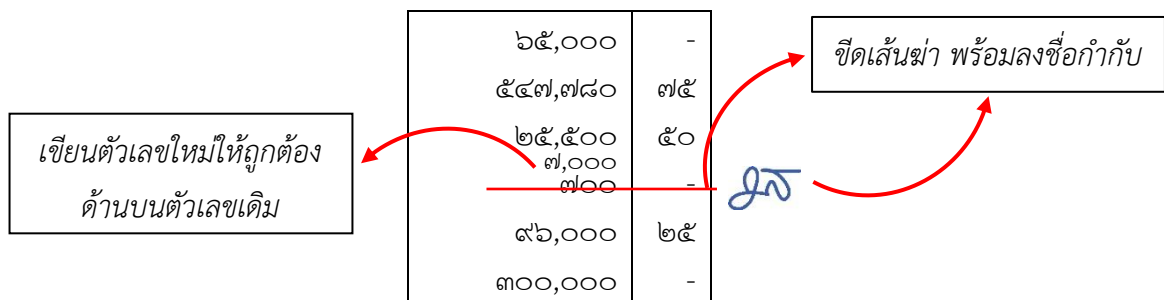 ๖๕,๐๐๐ -
ขีดเส้นฆ่า พร้อมลงชื่อกำกับ
๕๔๗,๗๘๐ ๗๕
๒๕,๕๐๐ ๕๐
เขียนตัวเลขใหม่ให้ถูกต้อง
ด้านบนตัวเลขเดิม
๗,๐๐๐
๗๐๐ -
๙๖,๐๐๐ ๒๕
๓๐๐,๐๐๐ -